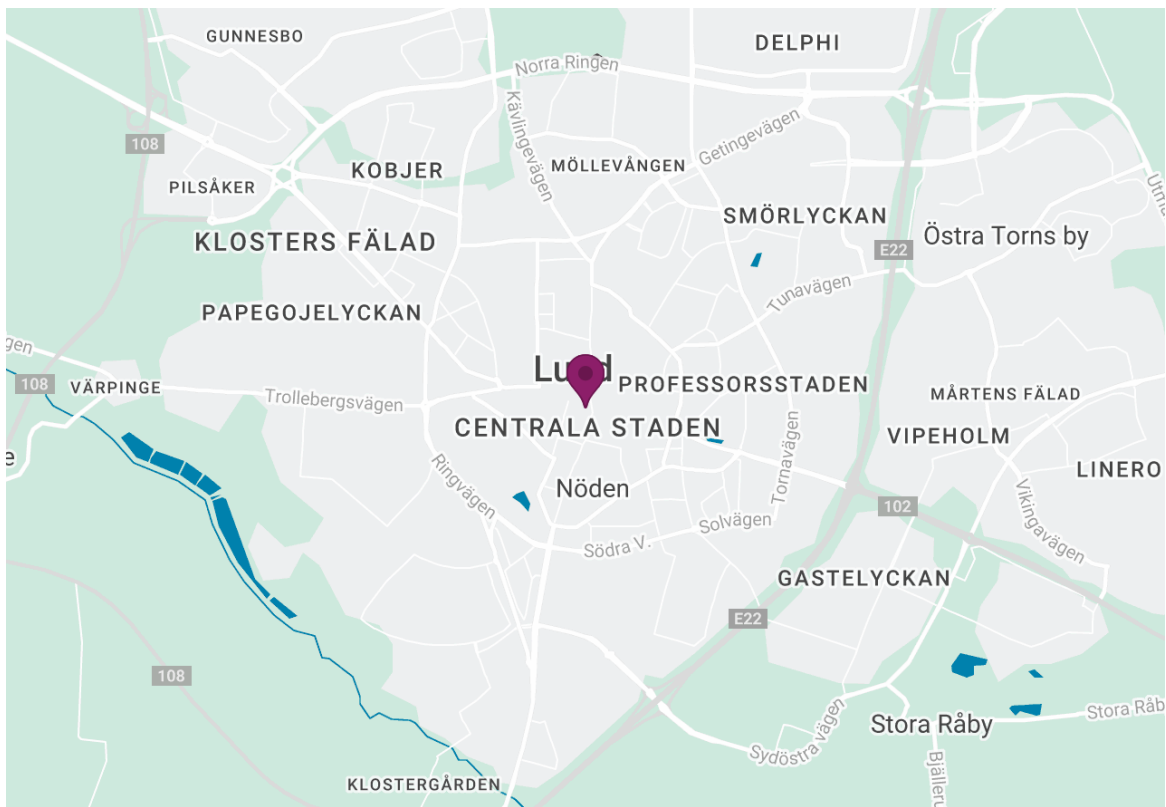 GUNNESBO
DELPHI
Norra Ringen
Kävlingevägen
Getingevägen
108
MÖLLEVÅNGEN
KOBJER
PILSÅKER
SMÖRLYCKAN
KLOSTERS FÄLAD
Östra Torns by
E22
Tunavägen
PAPEGOJELYCKAN
108
VÄRPINGE
Trollebergsvägen
PROFESSORSSTADEN
MÅRTENS FÄLAD
CENTRALA STADEN
VIPEHOLM
LINERO
Ringvägen
Nöden
Tornavägen
102
Vikingavägen
Solvägen
Södra V.
GASTELYCKAN
E22
108
Stora Råby
Sydöstra vägen
KLOSTERGÅRDEN